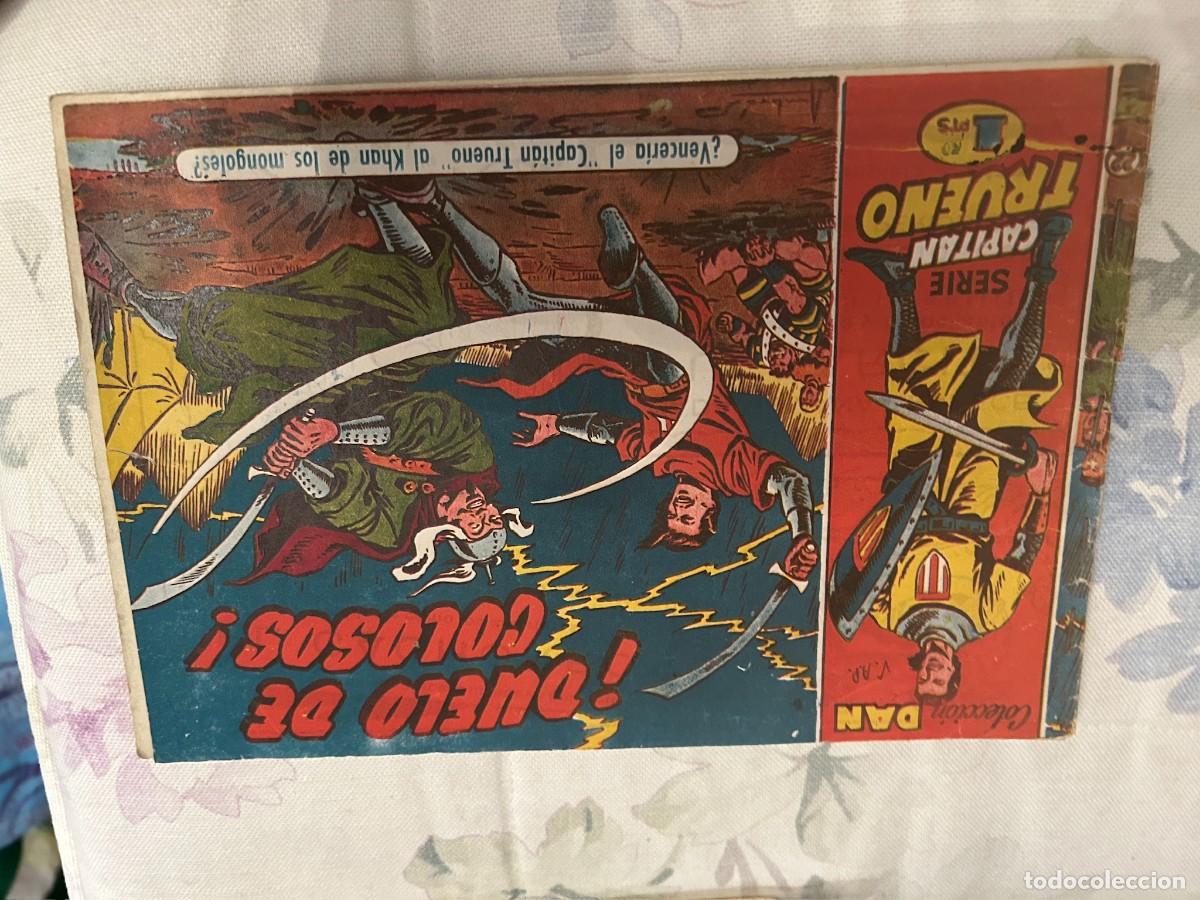 Colección
DAN
V.A.P.
SERIE
CAPITAN
TRUENO
1
PTS
¡DUELO DE
COLOSOS!
¿Vencería el "Capitán Trueno" al Khan de los mongoles?
todocoleccion